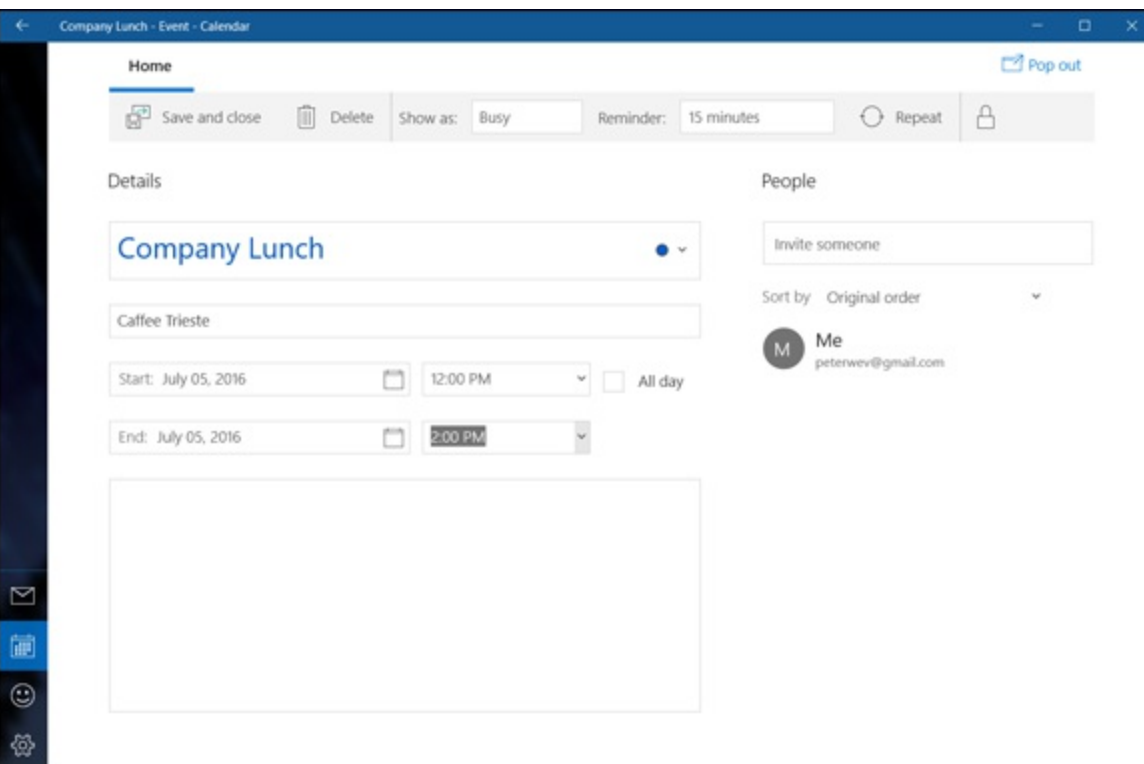 Company Lunch - Event - Calendar
Home
Pop out
Save and close Delete Show as: Busy Reminder: 15 minutes Repeat
Details
People
Company Lunch
Invite someone
Caffee Trieste
Sort by Original order
M Me
peterwev@gmail.com
Start: July 05, 2016 12:00 PM All day
End: July 05, 2016 2:00 PM